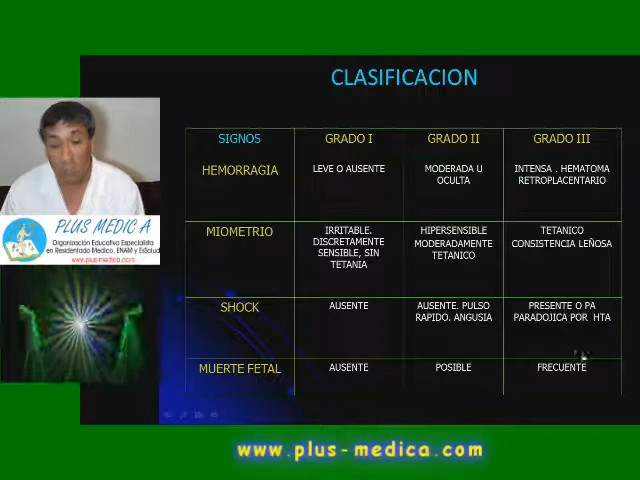 CLASIFICACION
SIGNOS GRADO I GRADO II GRADO III
HEMORRAGIA LEVE O AUSENTE MODERADA U OCULTA INTENSA . HEMATOMA RETROPLACENTARIO
MIOMETRIO IRRITABLE. DISCRETAMENTE SENSIBLE, SIN TETANIA HIPERSENSIBLE MODERADAMENTE TETANICO TETANICO CONSISTENCIA LEÑOSA
SHOCK AUSENTE AUSENTE. PULSO RAPIDO. ANGUSIA PRESENTE O PA PARADOJICA POR HTA
MUERTE FETAL AUSENTE POSIBLE FRECUENTE
PLUS MEDIC A
Organización Educativa Especialista
en Residentado Medico, ENAM y EsSalud
www.plus-medica.com
www.plus-medica.com